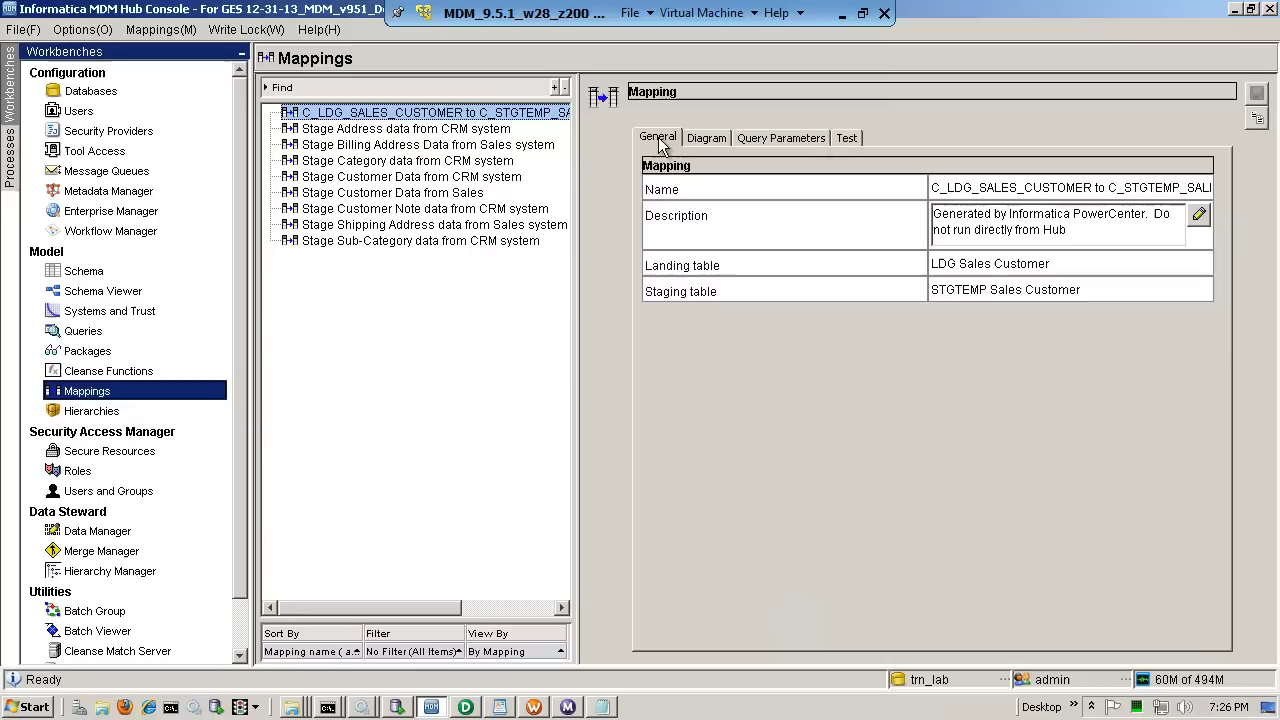 Informatica MDM Hub Console - For GES 12-31-13_MDM_v951_D
MDM_9.5.1_w28_z200 ...
File
Virtual Machine
Help
File(F)
Options(O)
Mappings(M)
Write Lock(W)
Help(H)
Workbenches
Processes
Workbenches
Configuration
Databases
Users
Security Providers
Tool Access
Message Queues
Metadata Manager
Enterprise Manager
Workflow Manager
Model
Schema
Schema Viewer
Systems and Trust
Queries
Packages
Cleanse Functions
Mappings
Hierarchies
Security Access Manager
Secure Resources
Roles
Users and Groups
Data Steward
Data Manager
Merge Manager
Hierarchy Manager
Utilities
Batch Group
Batch Viewer
Cleanse Match Server
Mappings
Find
+
-
C_LDG_SALES_CUSTOMER to C_STGTEMP_SA
Stage Address data from CRM system
Stage Billing Address Data from Sales system
Stage Category data from CRM system
Stage Customer Data from CRM system
Stage Customer Data from Sales
Stage Customer Note data from CRM system
Stage Shipping Address data from Sales system
Stage Sub-Category data from CRM system
Sort By
Filter
View By
Mapping name ( a...
No Filter (All Items)
By Mapping
Mapping
General
Diagram
Query Parameters
Test
Mapping
Name
C_LDG_SALES_CUSTOMER to C_STGTEMP_SALI
Description
Generated by Informatica PowerCenter. Do
not run directly from Hub
Landing table
LDG Sales Customer
Staging table
STGTEMP Sales Customer
Ready
trn_lab
...
admin
...
60M of 494M
Start
Desktop
7:26 PM